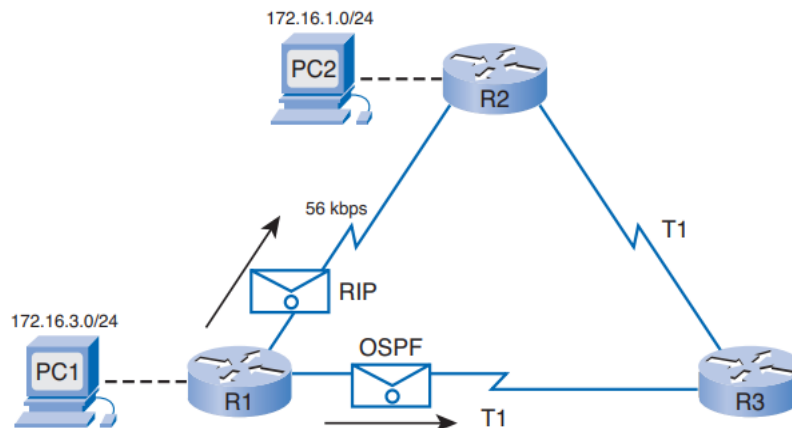 172.16.1.0/24
PC2
R2
56 kbps
T1
RIP
172.16.3.0/24
OSPF
PC1
R1
T1
R3